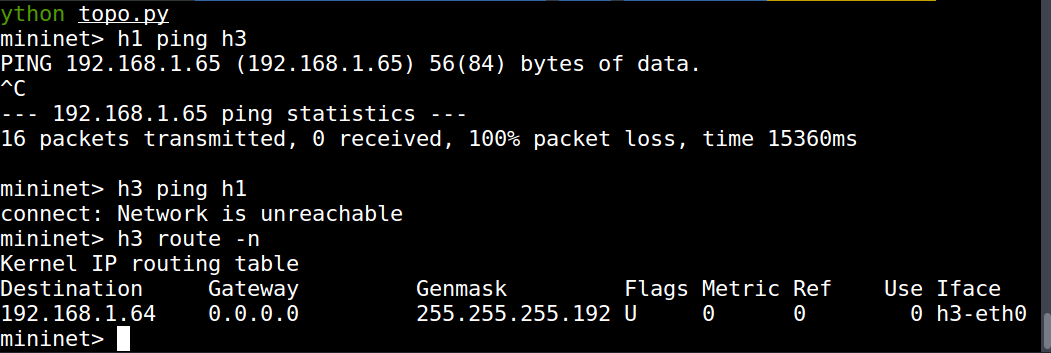 ython topo.py
mininet> h1 ping h3
PING 192.168.1.65 (192.168.1.65) 56(84) bytes of data.
^C
--- 192.168.1.65 ping statistics ---
16 packets transmitted, 0 received, 100% packet loss, time 15360ms
mininet> h3 ping h1
connect: Network is unreachable
mininet> h3 route -n
Kernel IP routing table
Destination Gateway Genmask Flags Metric Ref Use Iface
192.168.1.64 0.0.0.0 255.255.255.192 U 0 0 0 h3-eth0
mininet>